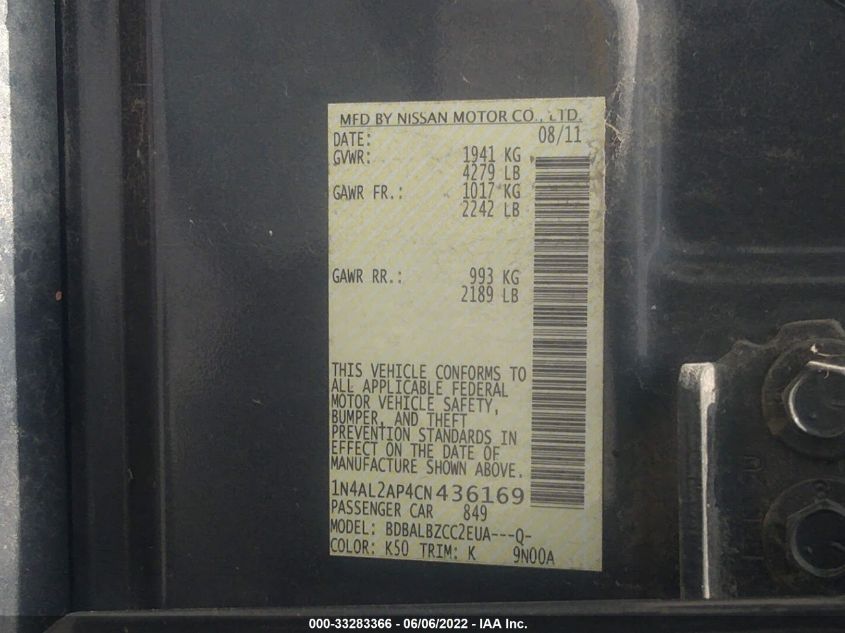 MFD BY NISSAN MOTOR CO., LTD.
DATE: 08/11
GVWR: 1941 KG
4279 LB
GAWR FR.: 1017 KG
2242 LB
GAWR RR.: 993 KG
2189 LB
THIS VEHICLE CONFORMS TO
ALL APPLICABLE FEDERAL
MOTOR VEHICLE SAFETY,
BUMPER, AND THEFT
PREVENTION STANDARDS IN
EFFECT ON THE DATE OF
MANUFACTURE SHOWN ABOVE.
1N4AL2AP4CN436169
PASSENGER CAR 849
MODEL: BDBALBZCC2EUA---Q-
COLOR: K50 TRIM: K 9N00A
000-33283366 - 06/06/2022 - IAA Inc.